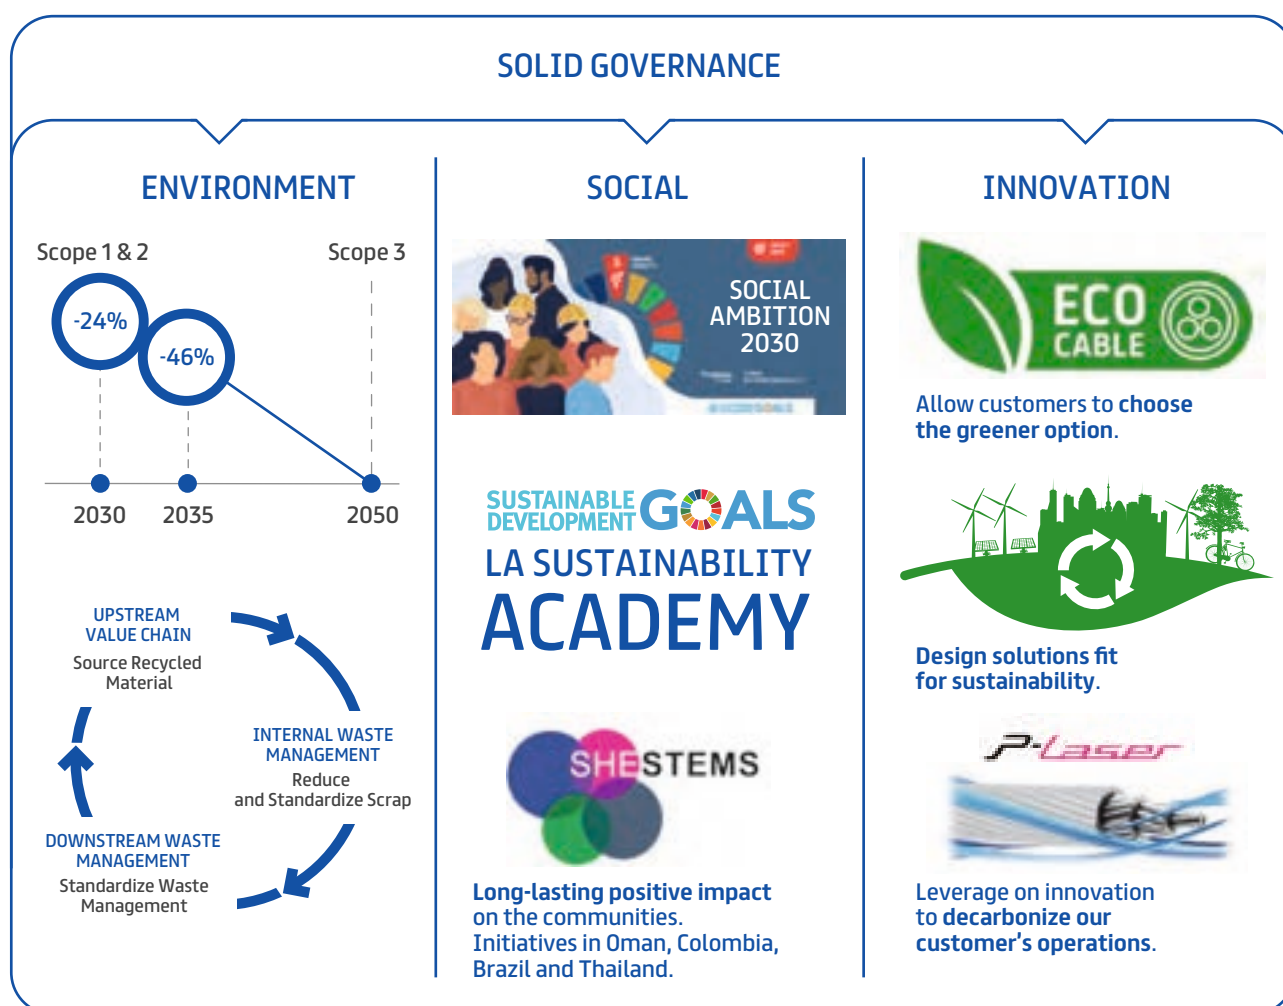 SOLID GOVERNANCE
ENVIRONMENT
Scope 1 & 2
Scope 3
-24%
-46%
2030
2035
2050
UPSTREAM
VALUE CHAIN
Source Recycled
Material
INTERNAL WASTE
MANAGEMENT
Reduce
and Standardize Scrap
DOWNSTREAM WASTE
MANAGEMENT
Standardize Waste
Management
SOCIAL
SOCIAL
AMBITION
2030
SUSTAINABLE
DEVELOPMENT
GOALS
LA SUSTAINABILITY
ACADEMY
SHESTEMS
Long-lasting positive impact
on the communities.
Initiatives in Oman, Colombia,
Brazil and Thailand.
INNOVATION
ECO
CABLE
Allow customers to choose
the greener option.
Design solutions fit
for sustainability.
P-Laser
Leverage on innovation
to decarbonize our
customer's operations.